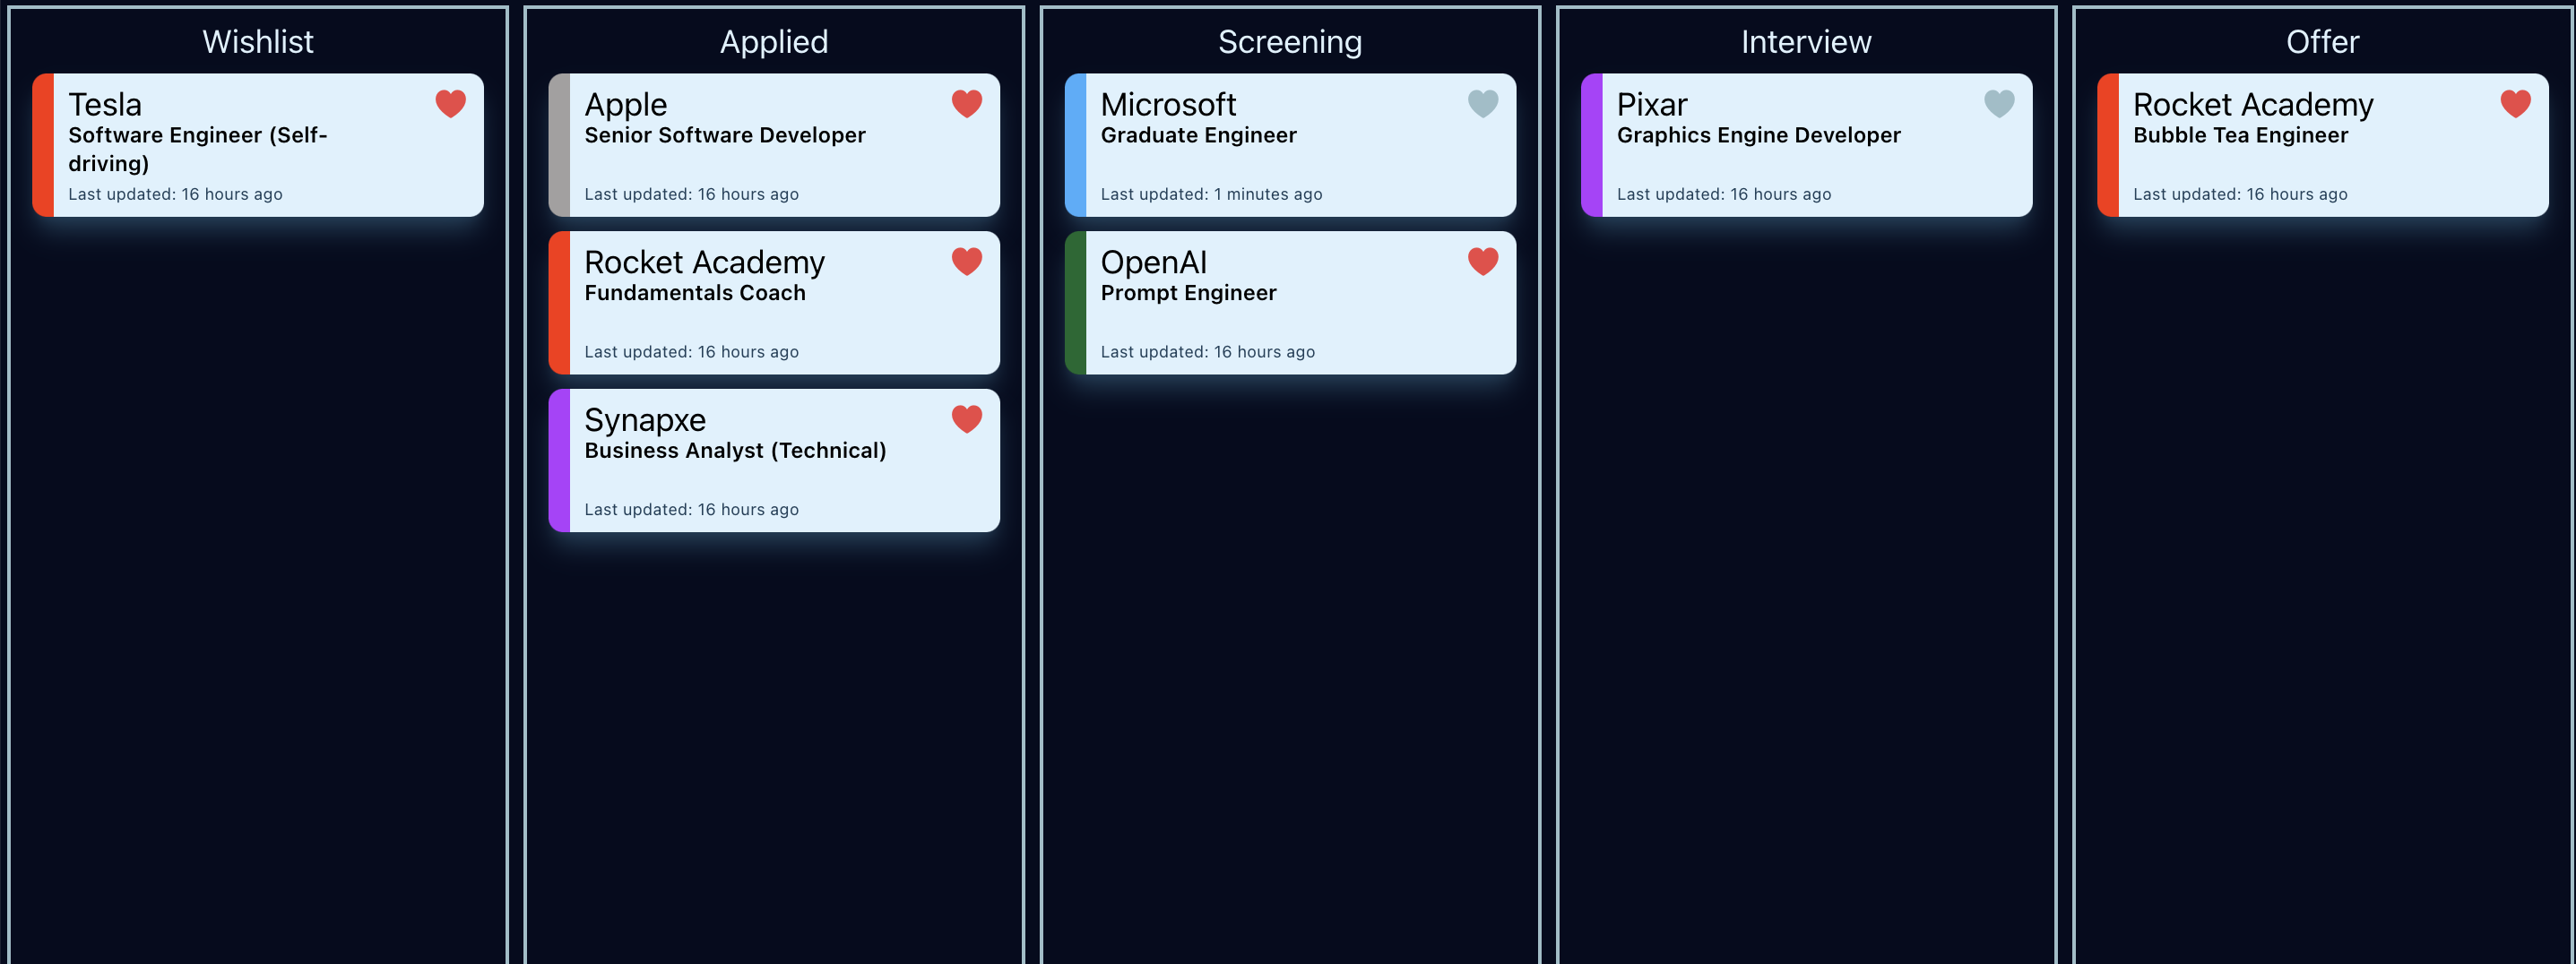 Wishlist
Tesla
Software Engineer (Self-
driving)
Last updated: 16 hours ago
Applied
Apple
Senior Software Developer
Last updated: 16 hours ago
Rocket Academy
Fundamentals Coach
Last updated: 16 hours ago
Synapxe
Business Analyst (Technical)
Last updated: 16 hours ago
Screening
Microsoft
Graduate Engineer
Last updated: 1 minutes ago
OpenAI
Prompt Engineer
Last updated: 16 hours ago
Interview
Pixar
Graphics Engine Developer
Last updated: 16 hours ago
Offer
Rocket Academy
Bubble Tea Engineer
Last updated: 16 hours ago